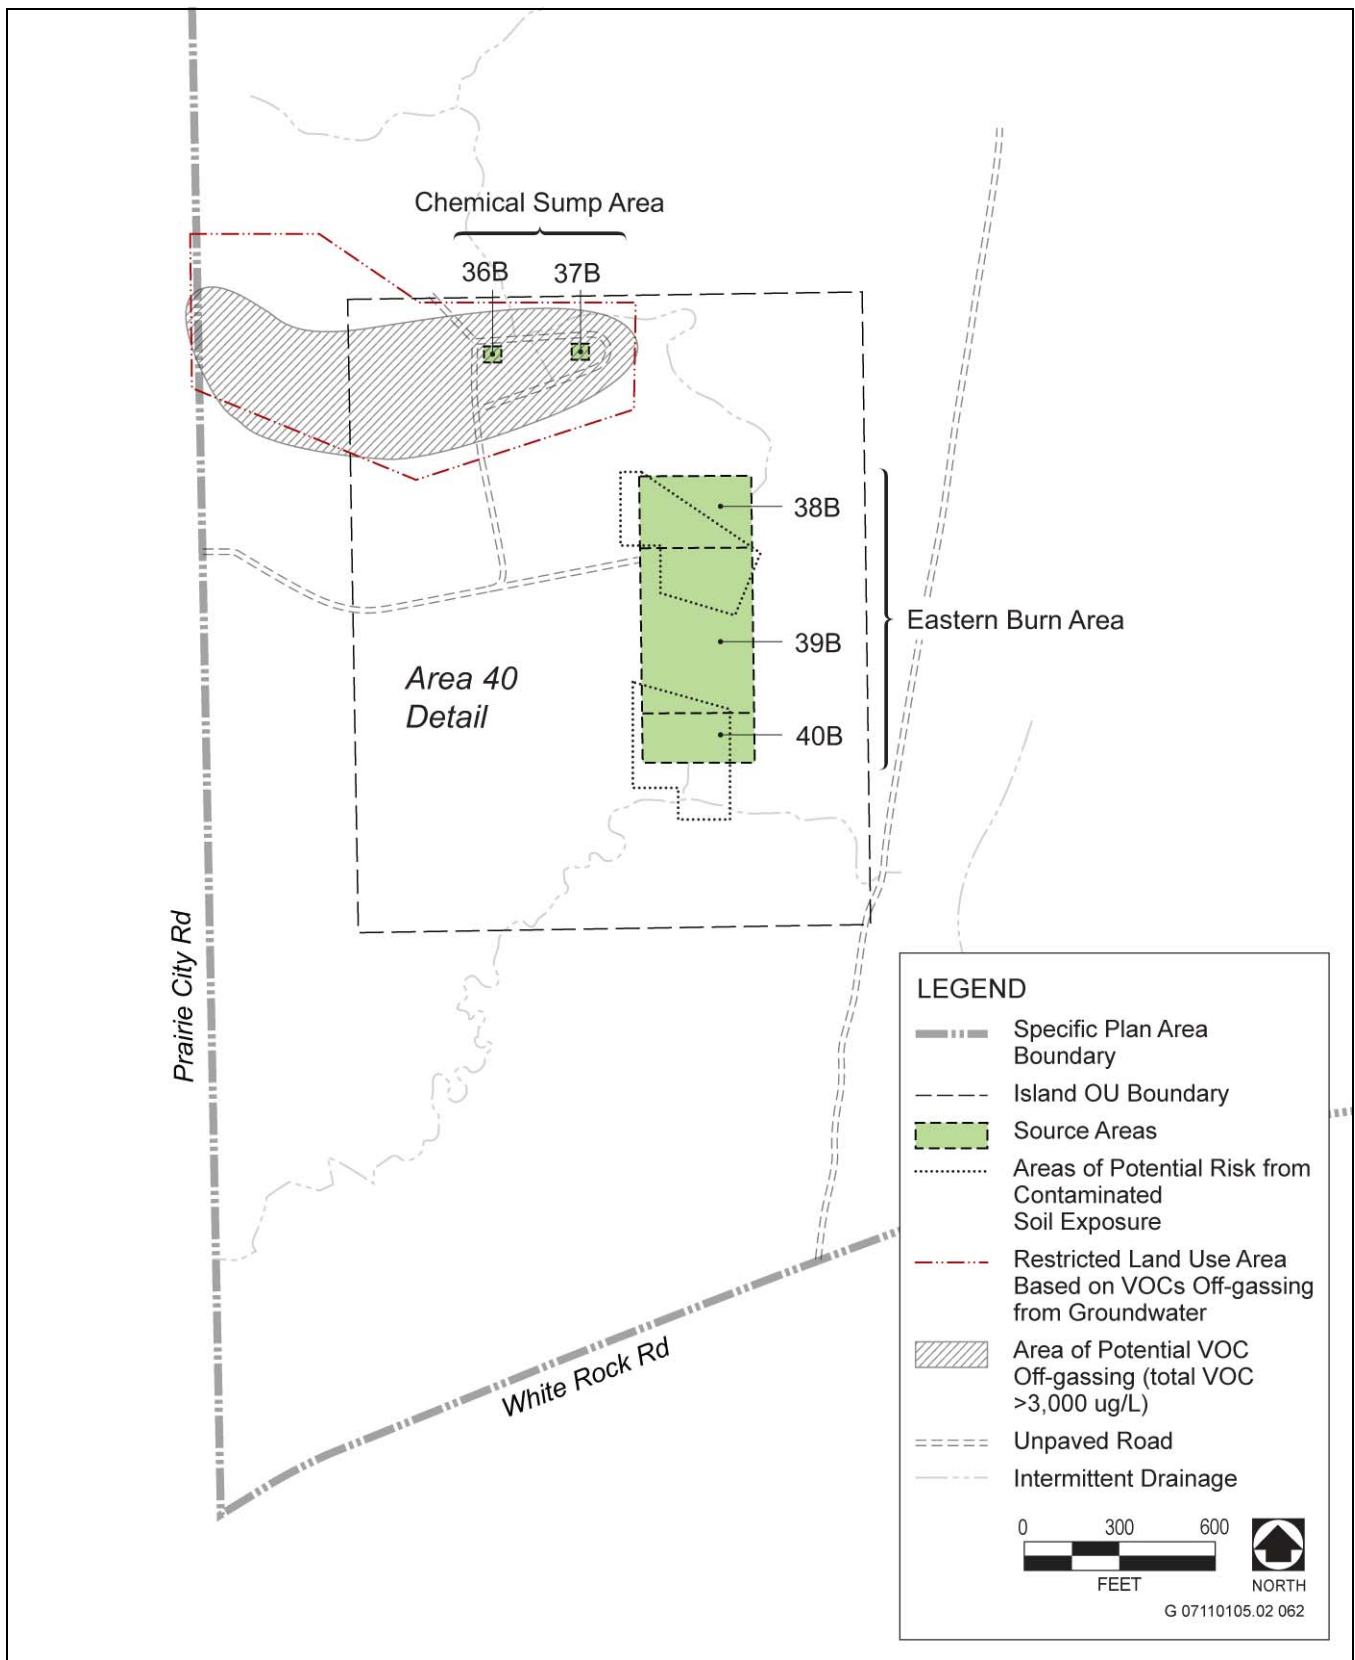 Chemical Sump Area
36B
37B
38B
Eastern Burn Area
39B
Area 40
Detail
40B
Prairie City Rd
White Rock Rd
LEGEND
Specific Plan Area
Boundary
Island OU Boundary
Source Areas
Areas of Potential Risk from
Contaminated
Soil Exposure
Restricted Land Use Area
Based on VOCs Off-gassing
from Groundwater
Area of Potential VOC
Off-gassing (total VOC
>3,000 ug/L)
Unpaved Road
Intermittent Drainage
0 300 600
FEET
NORTH
G 07110105.02 062